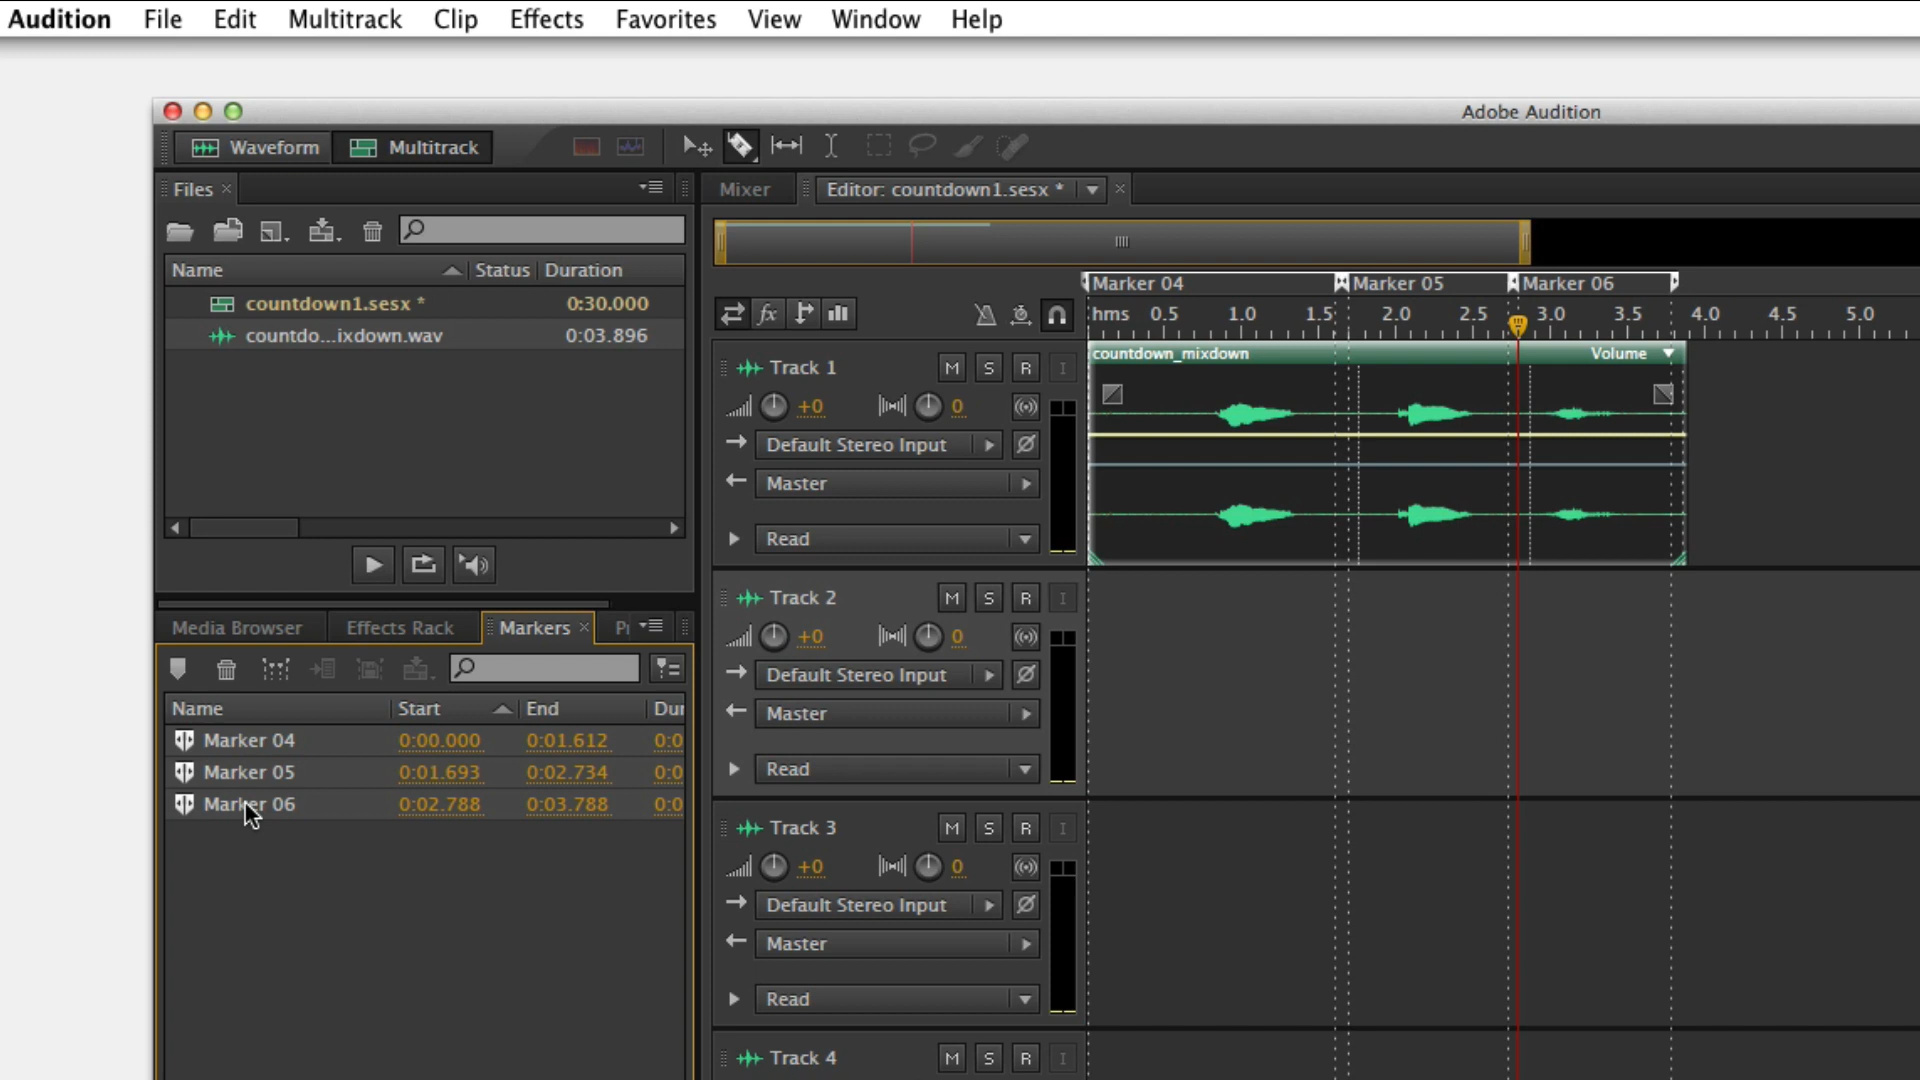 Audition File Edit Multitrack Clip Effects Favorites View Window Help
Adobe Audition
Waveform Multitrack
Files
Mixer Editor: countdown1.sesx *
Name Status Duration
countdown1.sesx * 0:30.000
countdo...ixdown.wav 0:03.896
Marker 04 Marker 05 Marker 06
fx
hms 0.5 1.0 1.5 2.0 2.5 3.0 3.5 4.0 4.5 5.0
countdown_mixdown Volume
Track 1 M S R I
+0 0
Default Stereo Input
Master
Read
Track 2 M S R I
+0 0
Default Stereo Input
Master
Read
Track 3 M S R I
+0 0
Default Stereo Input
Master
Read
Track 4 M S R I
Media Browser Effects Rack Markers Pr
Name Start End Dur
Marker 04 0:00.000 0:01.612 0:0
Marker 05 0:01.693 0:02.734 0:0
Marker 06 0:02.788 0:03.788 0:0